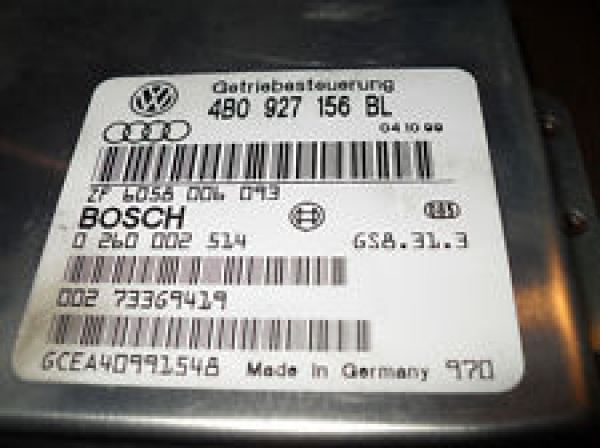 Getriebesteuerung
4B0 927 156 BL
04.10.99
ZF 6058 006 093
BOSCH
0 260 002 514 GS8.31.3
002 73369419
GCEA40991548 Made in Germany 970